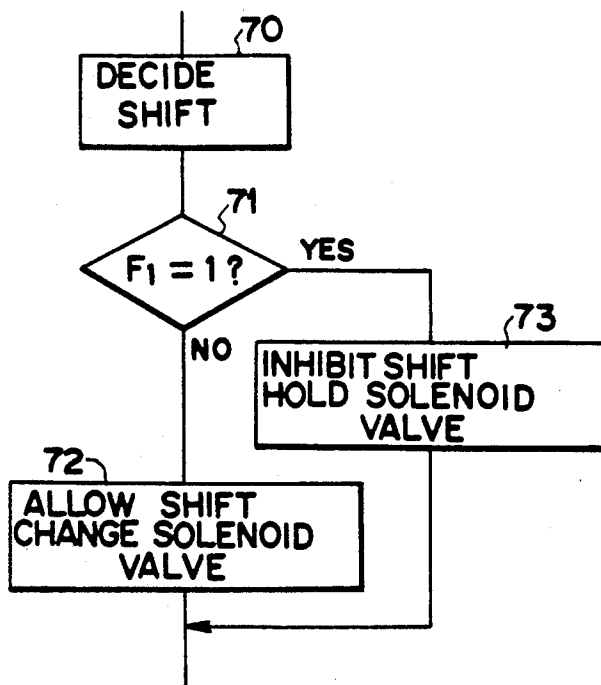 70
DECIDE
SHIFT
71
F1 = 1?
YES
NO
73
INHIBIT SHIFT
HOLD SOLENOID
VALVE
72
ALLOW SHIFT
CHANGE SOLENOID
VALVE